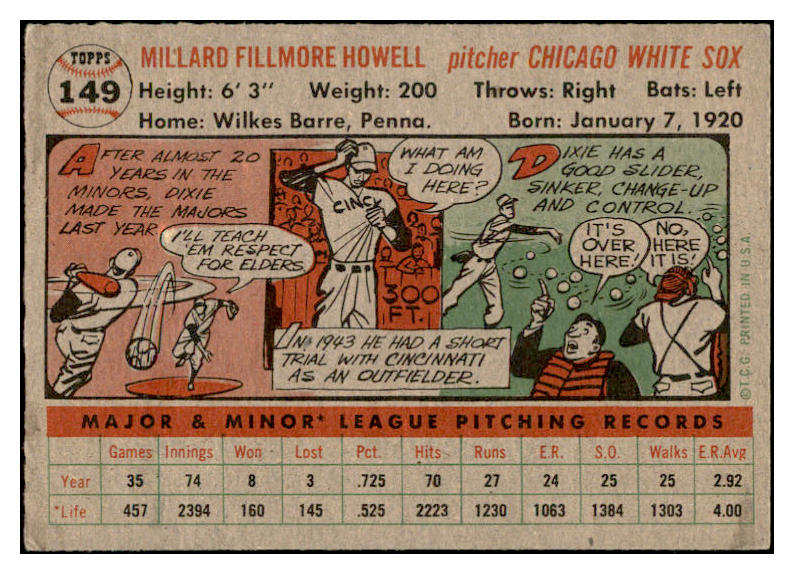 TOPPS
149
MILLARD FILLMORE HOWELL pitcher CHICAGO WHITE SOX
Height: 6' 3" Weight: 200 Throws: Right Bats: Left
Home: Wilkes Barre, Penna. Born: January 7, 1920
AFTER ALMOST 20
YEARS IN THE
MINORS, DIXIE
MADE THE MAJORS
LAST YEAR
I'LL TEACH
'EM RESPECT
FOR ELDERS
WHAT AM
I DOING
HERE?
CINCY
300
FT.
IN 1943 HE HAD A SHORT
TRIAL WITH CINCINNATI
AS AN OUTFIELDER.
DIXIE HAS A
GOOD SLIDER,
SINKER, CHANGE-UP
AND CONTROL.
IT'S
OVER
HERE!
NO,
HERE
IT IS!
©T.C.G. PRINTED IN U.S.A.
MAJOR & MINOR* LEAGUE PITCHING RECORDS
Games Innings Won Lost Pct. Hits Runs E.R. S.O. Walks E.R.Avg
Year 35 74 8 3 .725 70 27 24 25 25 2.92
*Life 457 2394 160 145 .525 2223 1230 1063 1384 1303 4.00